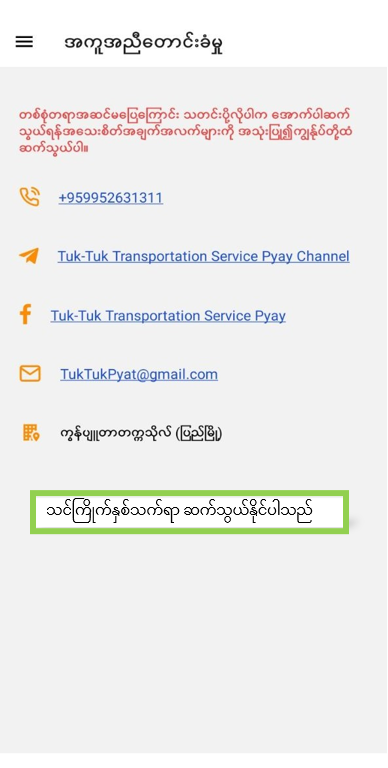 အကူအညီတောင်းခံမှု
တစ်စုံတရာအဆင်မပြေကြောင်း သတင်းပို့လိုပါက အောက်ပါဆက်
သွယ်ရန်အသေးစိတ်အချက်အလက်များကို အသုံးပြု၍ကျွန်ုပ်တို့ထံ
ဆက်သွယ်ပါ။
+959952631311
Tuk-Tuk Transportation Service Pyay Channel
Tuk-Tuk Transportation Service Pyay
TukTukPyat@gmail.com
ကွန်ပျူတာတက္ကသိုလ် (ပြည်မြို့)
သင်ကြိုက်နှစ်သက်ရာ ဆက်သွယ်နိုင်ပါသည်